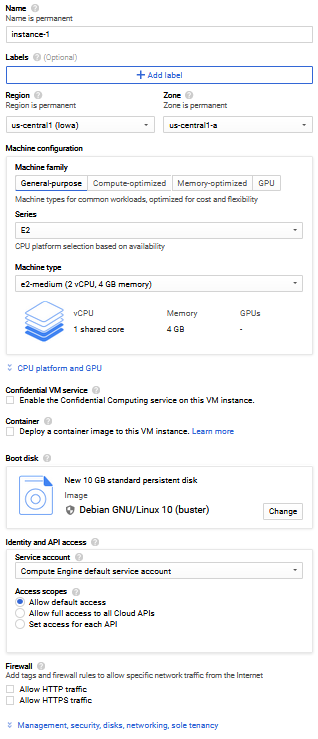 Name
Name is permanent
instance-1
Labels (Optional)
+ Add label
Region
Region is permanent
us-central1 (Iowa)
Zone
Zone is permanent
us-central1-a
Machine configuration
Machine family
General-purpose Compute-optimized Memory-optimized GPU
Machine types for common workloads, optimized for cost and flexibility
Series
E2
CPU platform selection based on availability
Machine type
e2-medium (2 vCPU, 4 GB memory)
vCPU Memory GPUs
1 shared core 4 GB -
CPU platform and GPU
Confidential VM service
Enable the Confidential Computing service on this VM instance.
Container
Deploy a container image to this VM instance. Learn more
Boot disk
New 10 GB standard persistent disk
Image
Debian GNU/Linux 10 (buster)
Change
Identity and API access
Service account
Compute Engine default service account
Access scopes
Allow default access
Allow full access to all Cloud APIs
Set access for each API
Firewall
Add tags and firewall rules to allow specific network traffic from the Internet
Allow HTTP traffic
Allow HTTPS traffic
Management, security, disks, networking, sole tenancy